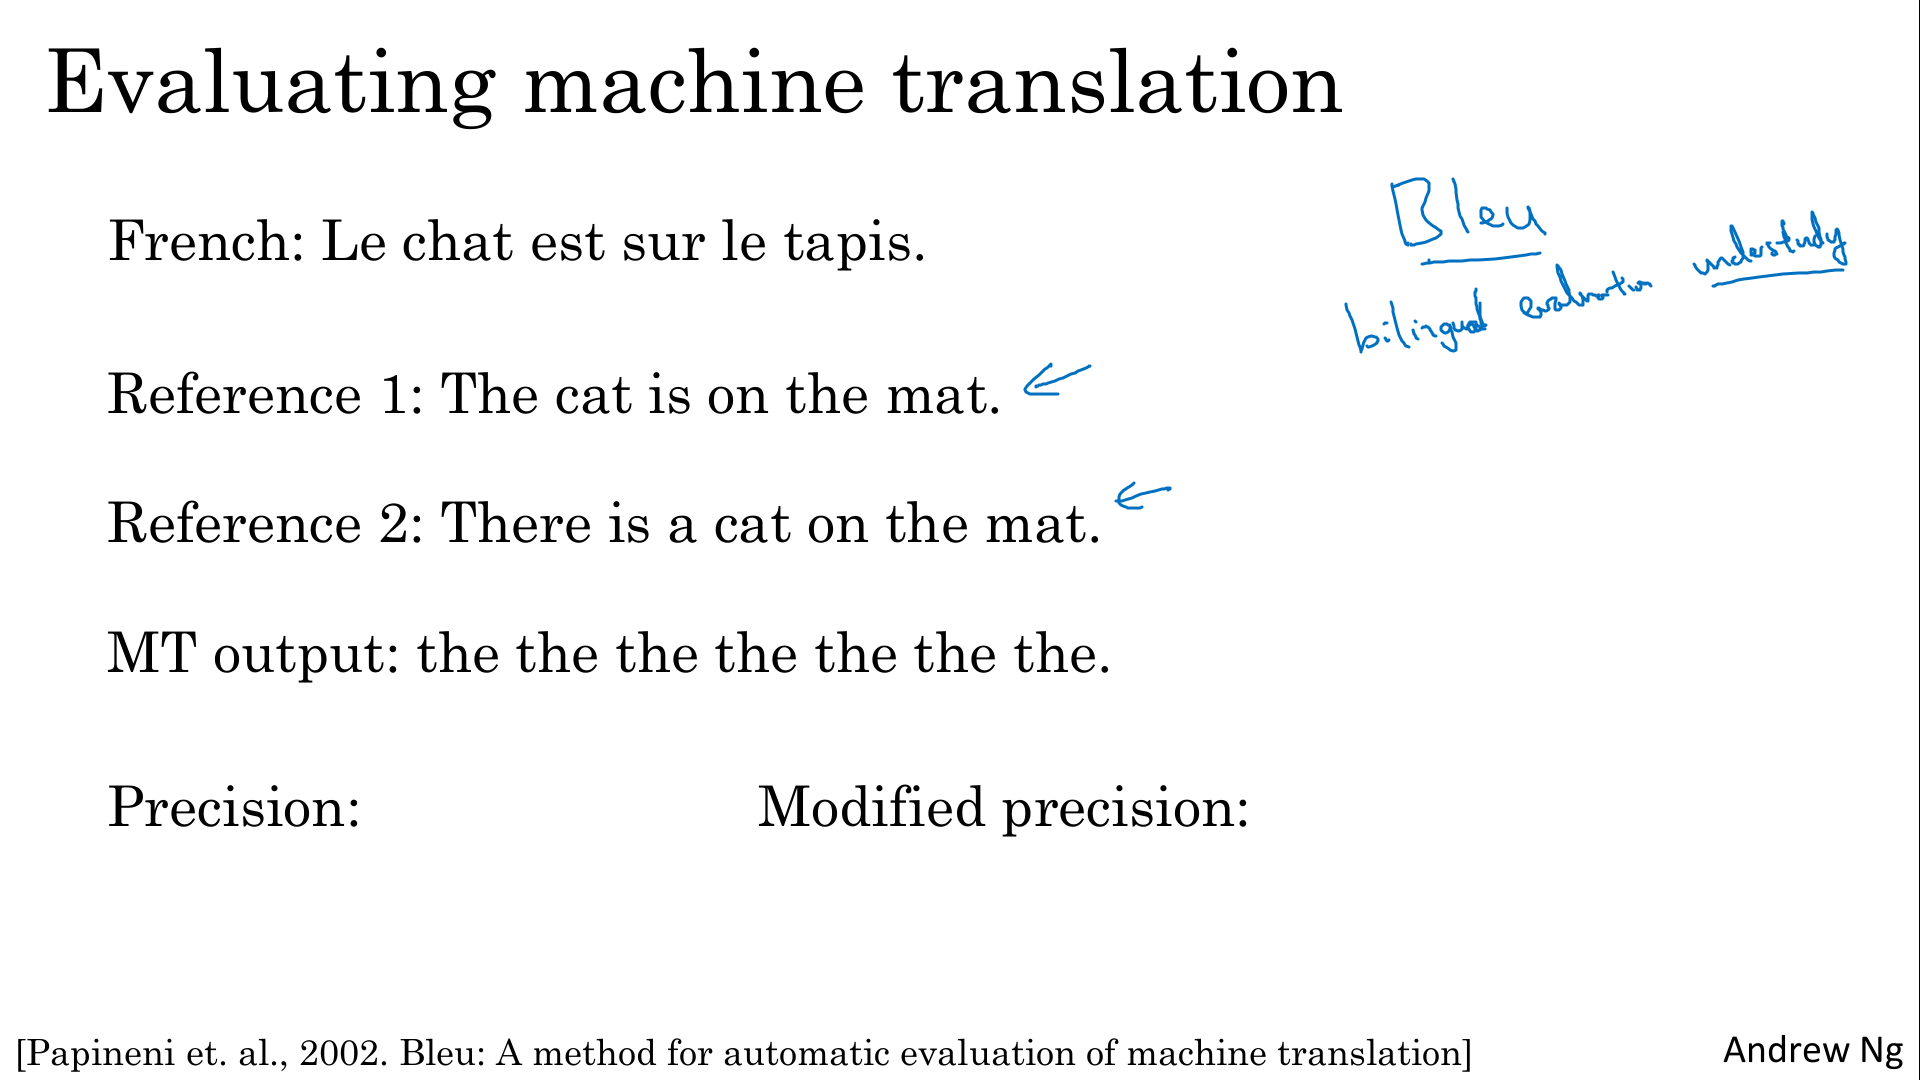 Evaluating machine translation
French: Le chat est sur le tapis.
Bleu
bilingual evaluation understudy
Reference 1: The cat is on the mat.
Reference 2: There is a cat on the mat.
MT output: the the the the the the the.
Precision:
Modified precision:
[Papineni et. al., 2002. Bleu: A method for automatic evaluation of machine translation]
Andrew Ng